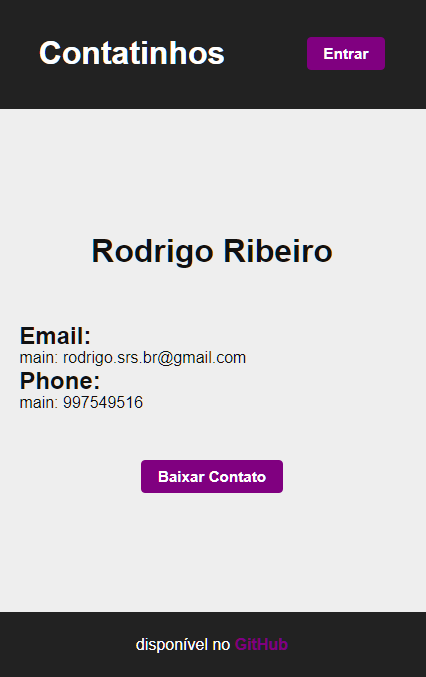 Contatinhos
Entrar
Rodrigo Ribeiro
Email:
main: rodrigo.srs.br@gmail.com
Phone:
main: 997549516
Baixar Contato
disponível no GitHub